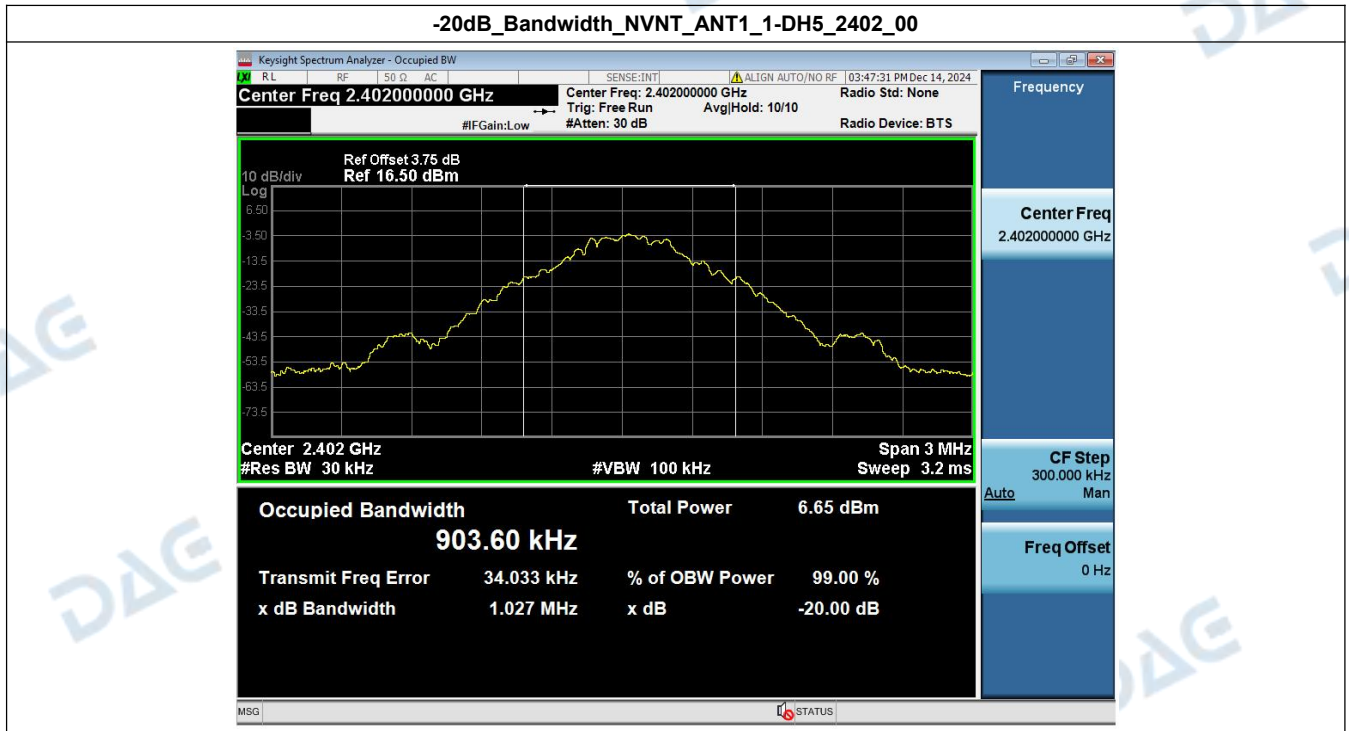 -20dB_Bandwidth_NVNT_ANT1_1-DH5_2402_00
Keysight Spectrum Analyzer - Occupied BW
LXI RL RF 50 Ω AC SENSE:INT ALIGN AUTO/NO RF 03:47:31 PM Dec 14, 2024
Center Freq 2.402000000 GHz
Center Freq: 2.402000000 GHz Radio Std: None
Trig: Free Run Avg|Hold: 10/10
#IFGain:Low #Atten: 30 dB Radio Device: BTS
Frequency
Ref Offset 3.75 dB
10 dB/div Ref 16.50 dBm
Log
6.50
-3.50
-13.5
-23.5
-33.5
-43.5
-53.5
-63.5
-73.5
Center 2.402 GHz Span 3 MHz
#Res BW 30 kHz #VBW 100 kHz Sweep 3.2 ms
Center Freq
2.402000000 GHz
CF Step
300.000 kHz
Auto Man
Freq Offset
0 Hz
Occupied Bandwidth Total Power 6.65 dBm
903.60 kHz
Transmit Freq Error 34.033 kHz % of OBW Power 99.00 %
x dB Bandwidth 1.027 MHz x dB -20.00 dB
MSG STATUS
DAE
DAE
DAE